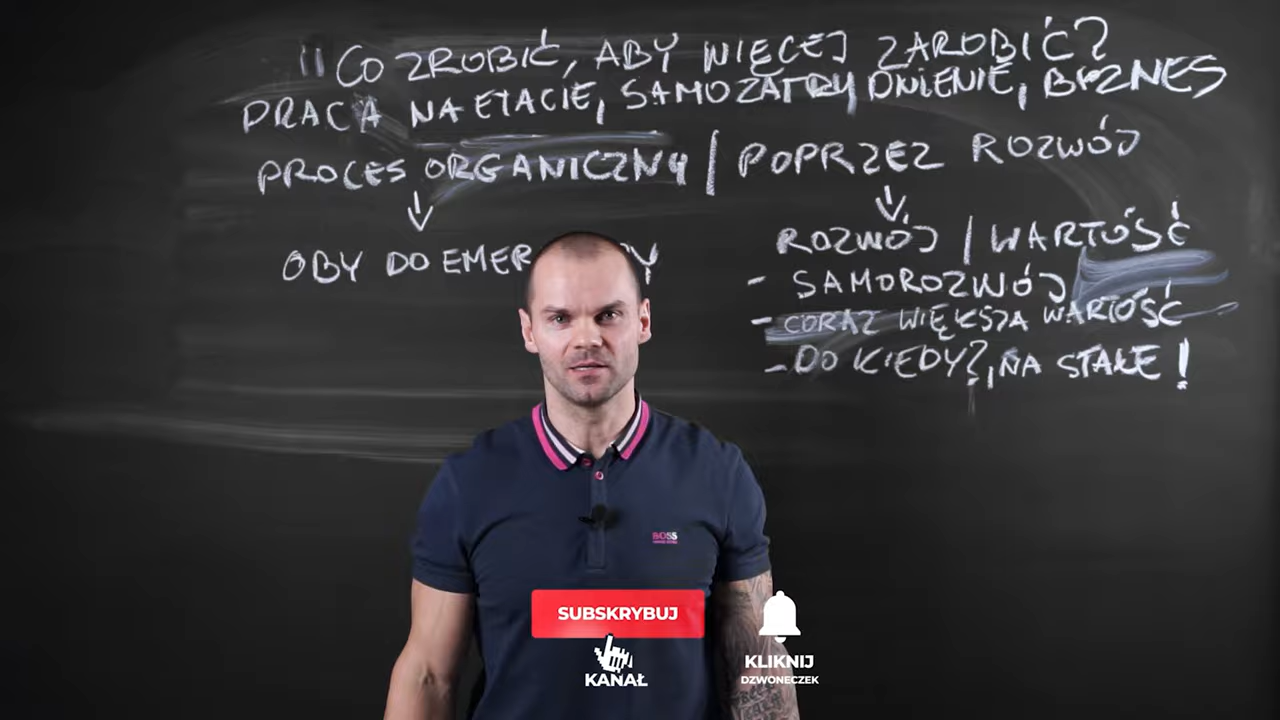 " CO ZROBIĆ, ABY WIĘCEJ ZAROBIĆ?
PRACA NA ETACIE, SAMOZATRUDNIENIE, BIZNES
PROCES ORGANICZNY | POPRZEZ ROZWÓJ
OBY DO EMER
ROZWÓJ | WARTOŚĆ
- SAMOROZWÓJ
- CORAZ WIĘKSZA WARTOŚĆ
- DO KIEDY?, NA STAŁE!
BOSS
SUBSKRYBUJ
KANAŁ
KLIKNIJ
DZWONECZEK